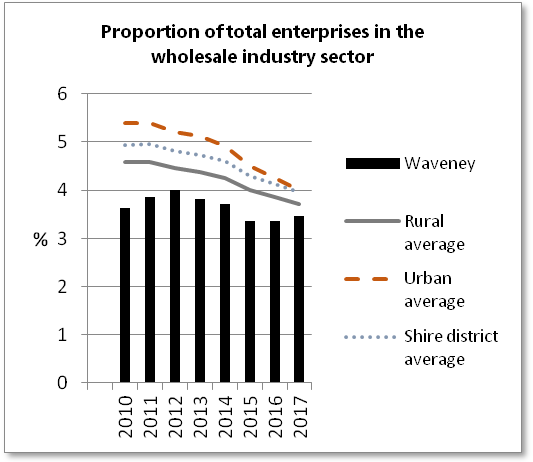 Proportion of total enterprises in the
wholesale industry sector
6
5
4
3
2
1
0
%
2010
2011
2012
2013
2014
2015
2016
2017
Waveney
Rural
average
Urban
average
Shire district
average